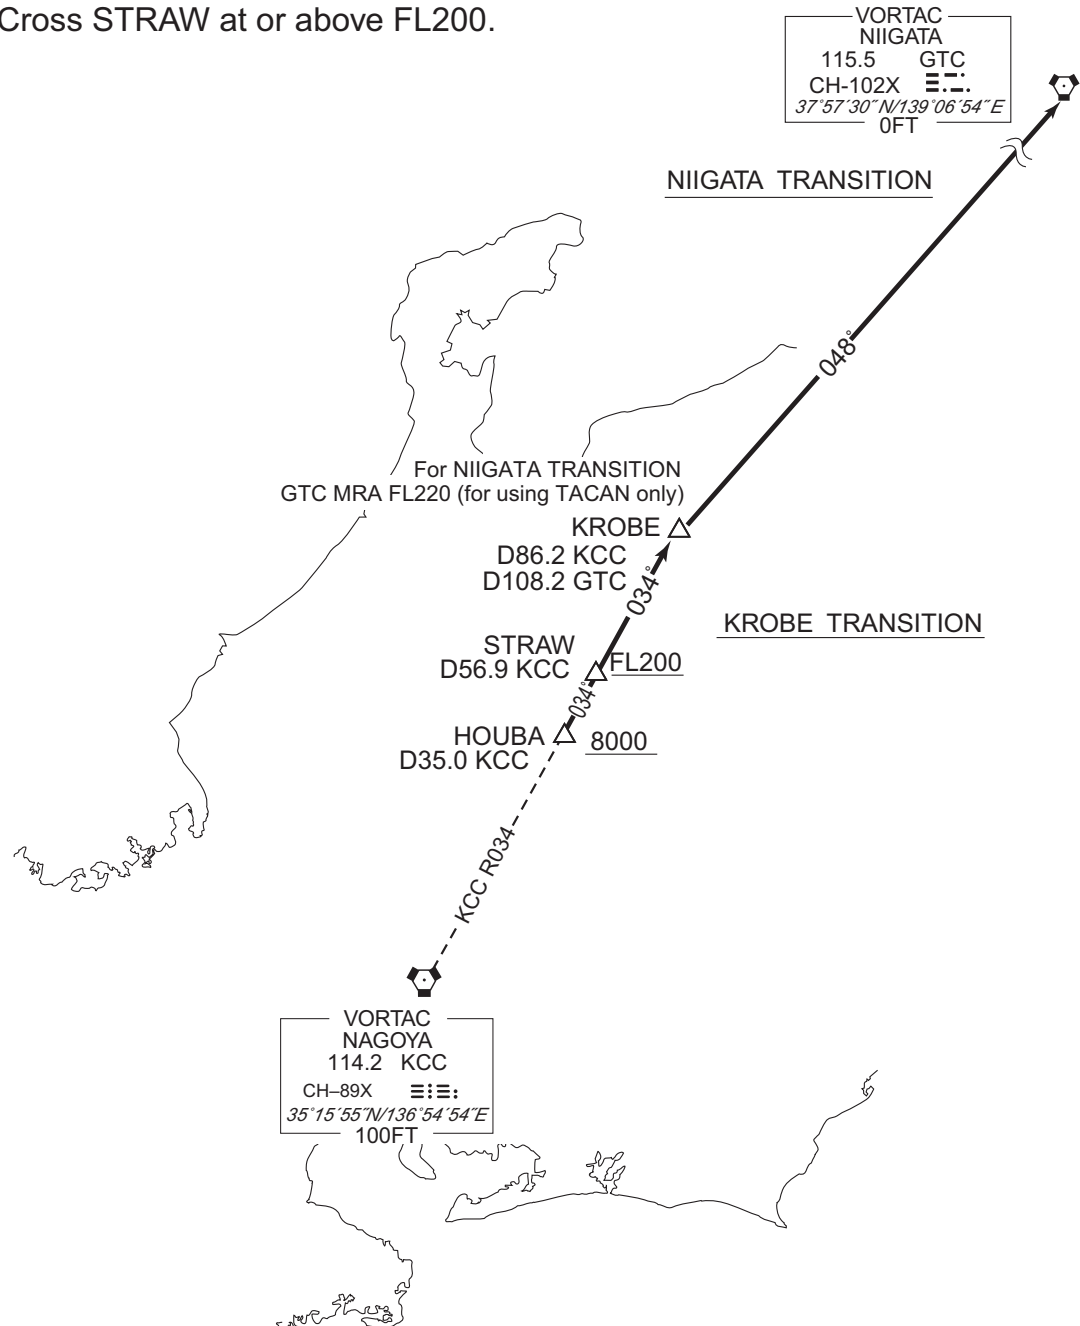 Cross STRAW at or above FL200.
VORTAC
NIIGATA
115.5 GTC
CH-102X
37°57´30˝N/139°06´54˝E
0FT
NIIGATA TRANSITION
048°
For NIIGATA TRANSITION
GTC MRA FL220 (for using TACAN only)
KROBE
D86.2 KCC
D108.2 GTC
034°
KROBE TRANSITION
STRAW
D56.9 KCC
FL200
034°
HOUBA
D35.0 KCC
8000
KCC R034
VORTAC
NAGOYA
114.2 KCC
CH–89X
35°15´55˝N/136°54´54˝E
100FT